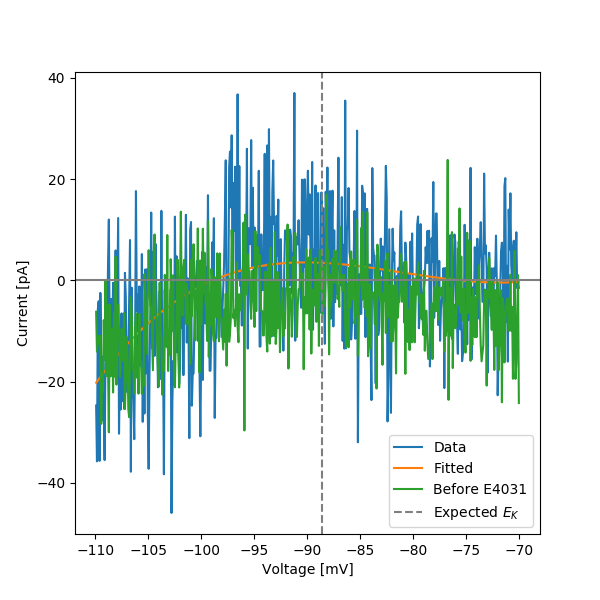 40
20
0
−20
−40
Current [pA]
−110 −105 −100 −95 −90 −85 −80 −75 −70
Voltage [mV]
Data
Fitted
Before E4031
Expected E_K